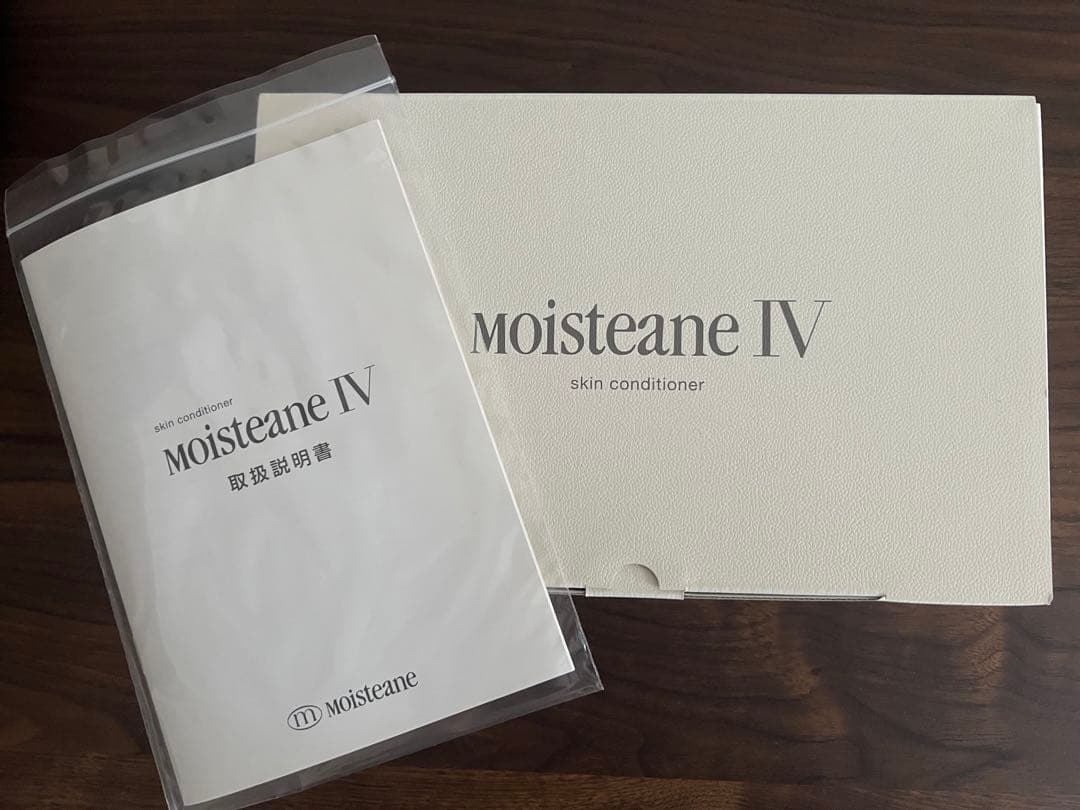 skin conditioner
Moisteane IV
取扱説明書
m Moisteane
Moisteane IV
skin conditioner